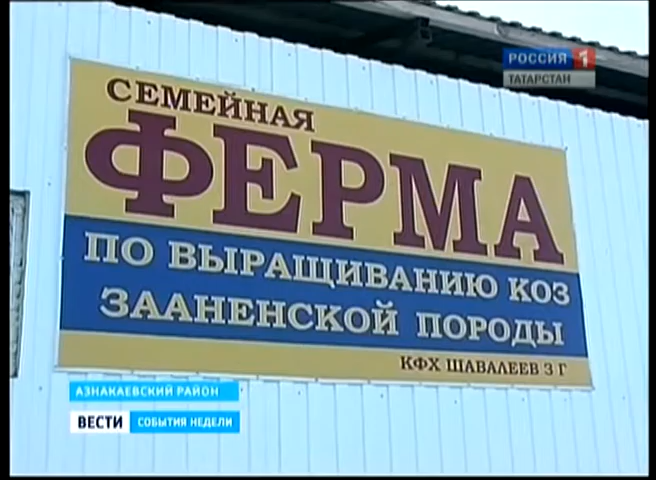 РОССИЯ 1
ТАТАРСТАН
СЕМЕЙНАЯ
ФЕРМА
ПО ВЫРАЩИВАНИЮ КОЗ
ЗААНЕНСКОЙ ПОРОДЫ
КФХ ШАВАЛЕЕВ З Г
АЗНАКАЕВСКИЙ РАЙОН
ВЕСТИ СОБЫТИЯ НЕДЕЛИ